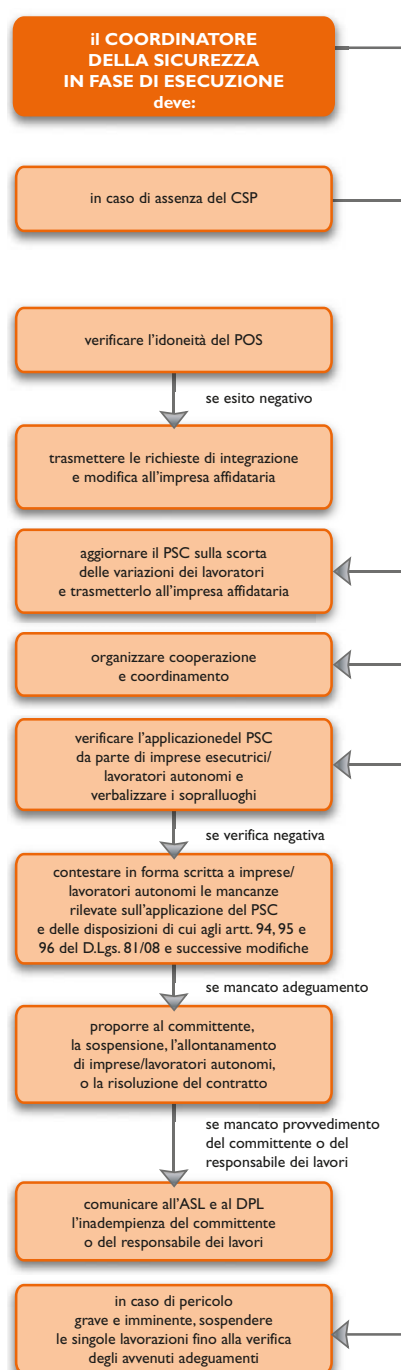 il COORDINATORE
DELLA SICUREZZA
IN FASE DI ESECUZIONE
deve:
in caso di assenza del CSP
verificare l'idoneità del POS
se esito negativo
trasmettere le richieste di integrazione
e modifica all'impresa affidataria
aggiornare il PSC sulla scorta
delle variazioni dei lavoratori
e trasmetterlo all'impresa affidataria
organizzare cooperazione
e coordinamento
verificare l'applicazionedel PSC
da parte di imprese esecutrici/
lavoratori autonomi e
verbalizzare i sopralluoghi
se verifica negativa
contestare in forma scritta a imprese/
lavoratori autonomi le mancanze
rilevate sull'applicazione del PSC
e delle disposizioni di cui agli artt. 94, 95 e
96 del D.Lgs. 81/08 e successive modifiche
se mancato adeguamento
proporre al committente,
la sospensione, l'allontanamento
di imprese/lavoratori autonomi,
o la risoluzione del contratto
se mancato provvedimento
del committente o del
responsabile dei lavori
comunicare all'ASL e al DPL
l'inadempienza del committente
o del responsabile dei lavori
in caso di pericolo
grave e imminente, sospendere
le singole lavorazioni fino alla verifica
degli avvenuti adeguamenti